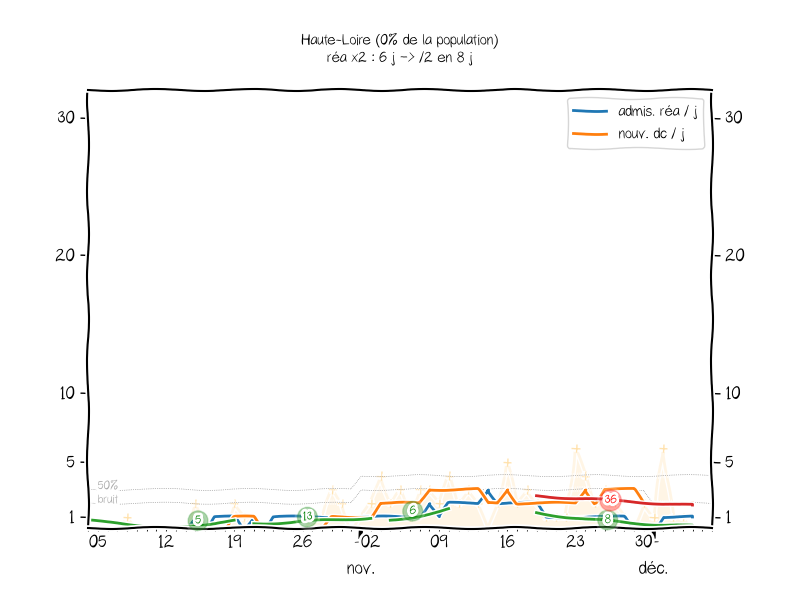 Haute-Loire (0% de la population)
réa x2 : 6 j -> /2 en 8 j
admis. réa / j
nouv. dc / j
30 30
20 20
10 10
5 5
1 1
50%
bruit
5 13 6 36 8
05 12 19 26 02 09 16 23 30
nov. déc.